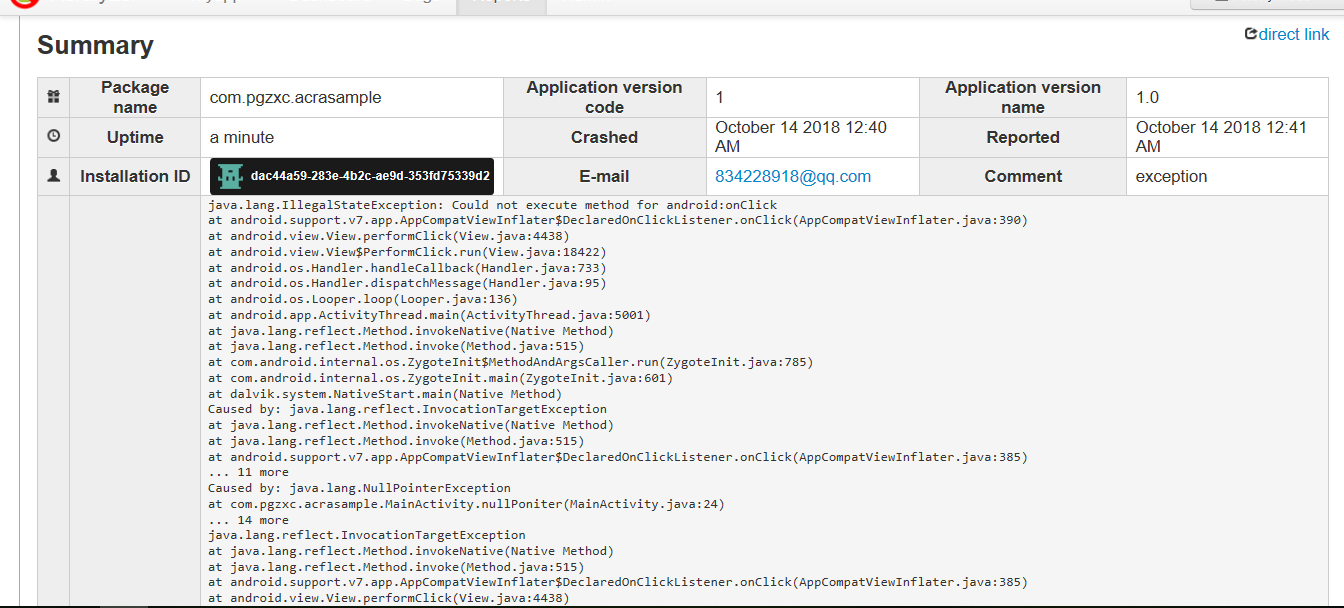 Summary
direct link
Package name
com.pgzxc.acrasample
Application version code
1
Application version name
1.0
Uptime
a minute
Crashed
October 14 2018 12:40 AM
Reported
October 14 2018 12:41 AM
Installation ID
dac44a59-283e-4b2c-ae9d-353fd75339d2
E-mail
834228918@qq.com
Comment
exception
java.lang.IllegalStateException: Could not execute method for android:onClick
at android.support.v7.app.AppCompatViewInflater$DeclaredOnClickListener.onClick(AppCompatViewInflater.java:390)
at android.view.View.performClick(View.java:4438)
at android.view.View$PerformClick.run(View.java:18422)
at android.os.Handler.handleCallback(Handler.java:733)
at android.os.Handler.dispatchMessage(Handler.java:95)
at android.os.Looper.loop(Looper.java:136)
at android.app.ActivityThread.main(ActivityThread.java:5001)
at java.lang.reflect.Method.invokeNative(Native Method)
at java.lang.reflect.Method.invoke(Method.java:515)
at com.android.internal.os.ZygoteInit$MethodAndArgsCaller.run(ZygoteInit.java:785)
at com.android.internal.os.ZygoteInit.main(ZygoteInit.java:601)
at dalvik.system.NativeStart.main(Native Method)
Caused by: java.lang.reflect.InvocationTargetException
at java.lang.reflect.Method.invokeNative(Native Method)
at java.lang.reflect.Method.invoke(Method.java:515)
at android.support.v7.app.AppCompatViewInflater$DeclaredOnClickListener.onClick(AppCompatViewInflater.java:385)
... 11 more
Caused by: java.lang.NullPointerException
at com.pgzxc.acrasample.MainActivity.nullPoniter(MainActivity.java:24)
... 14 more
java.lang.reflect.InvocationTargetException
at java.lang.reflect.Method.invokeNative(Native Method)
at java.lang.reflect.Method.invoke(Method.java:515)
at android.support.v7.app.AppCompatViewInflater$DeclaredOnClickListener.onClick(AppCompatViewInflater.java:385)
at android.view.View.performClick(View.java:4438)